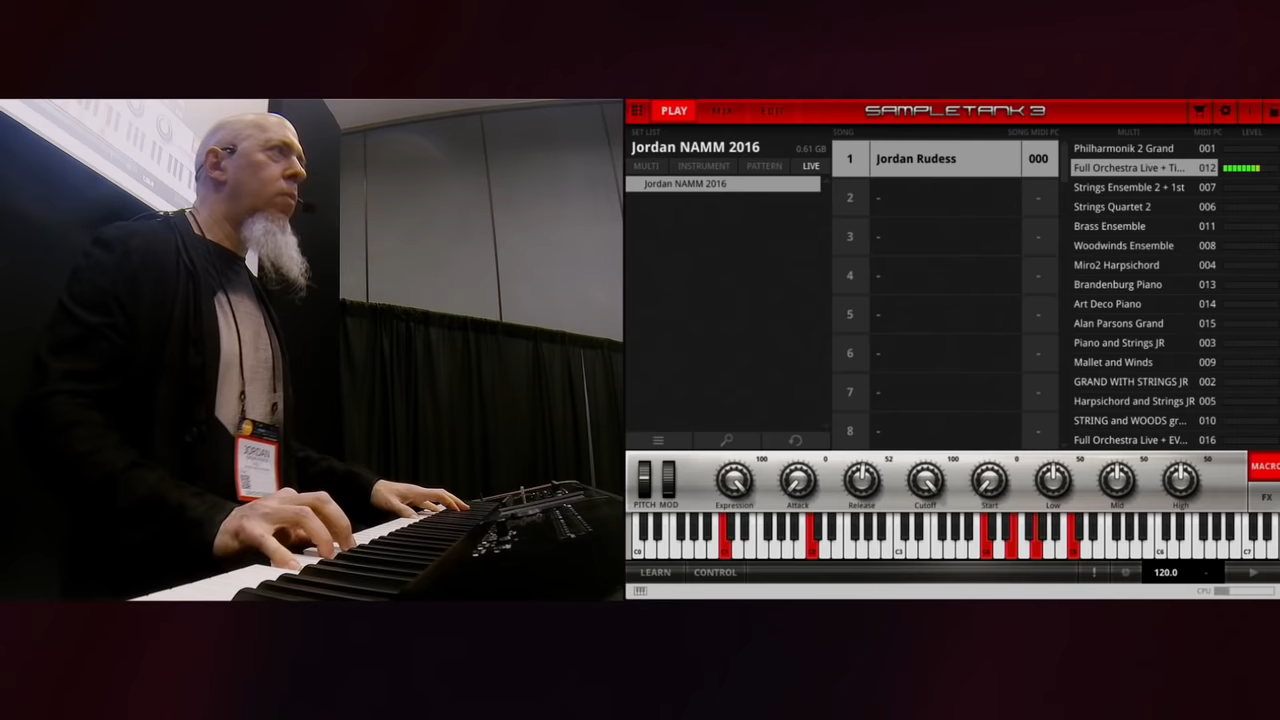 JORDAN
PLAY
MIX
EDIT
SAMPLETANK 3
SET LIST
Jordan NAMM 2016
0.61 GB
MULTI
INSTRUMENT
PATTERN
LIVE
Jordan NAMM 2016
SONG
SONG MIDI PC
1 Jordan Rudess 000
2 - -
3 - -
4 - -
5 - -
6 - -
7 - -
8 - -
MULTI MIDI PC LEVEL
Philharmonik 2 Grand 001
Full Orchestra Live + Ti... 012
Strings Ensemble 2 + 1st 007
Strings Quartet 2 006
Brass Ensemble 011
Woodwinds Ensemble 008
Miro2 Harpsichord 004
Brandenburg Piano 013
Art Deco Piano 014
Alan Parsons Grand 015
Piano and Strings JR 003
Mallet and Winds 009
GRAND WITH STRINGS JR 002
Harpsichord and Strings JR 005
STRING and WOODS gr... 010
Full Orchestra Live + EV... 016
100 0 52 100 0 50 50 50
PITCH MOD Expression Attack Release Cutoff Start Low Mid High
MACRO
FX
C0 C3 C6 C7
LEARN CONTROL ! 120.0 -
CPU